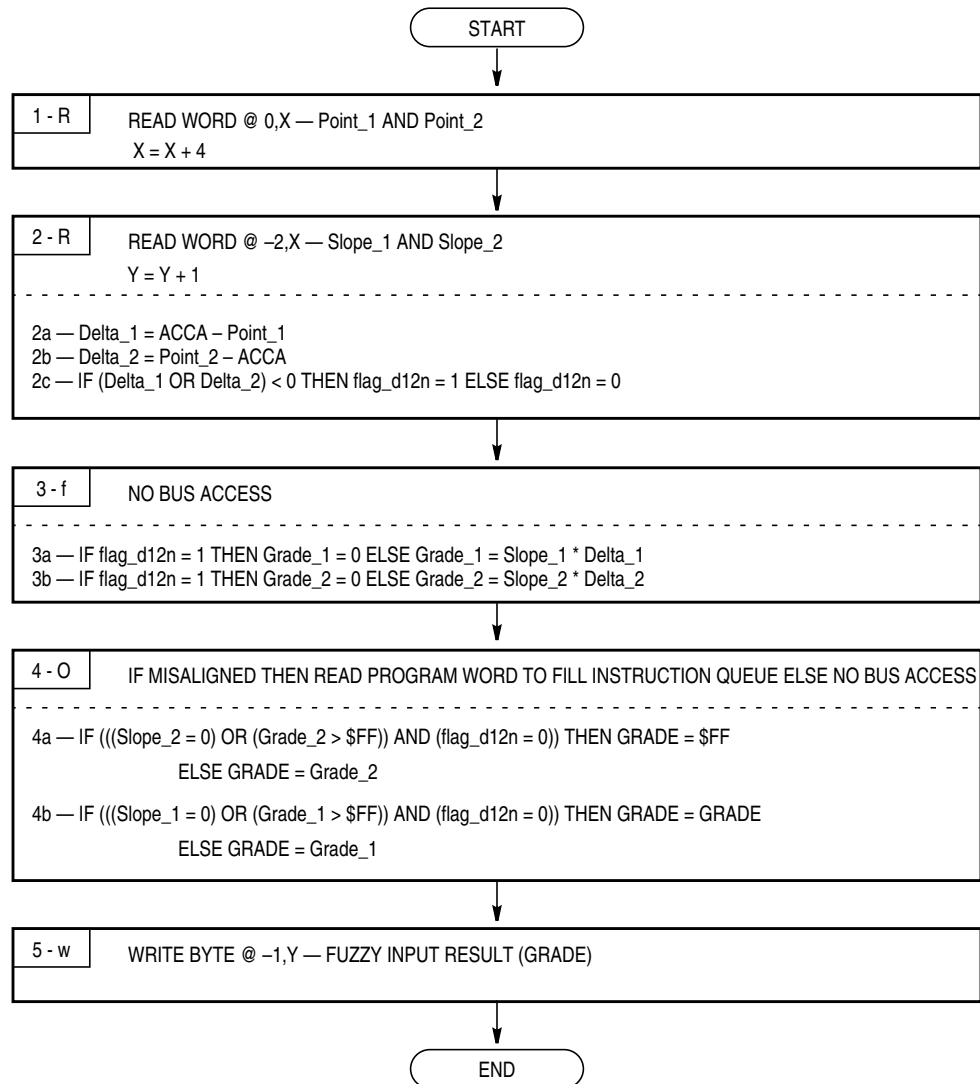 START
1 - R
READ WORD @ 0,X — Point_1 AND Point_2
X = X + 4
2 - R
READ WORD @ –2,X — Slope_1 AND Slope_2
Y = Y + 1
2a — Delta_1 = ACCA – Point_1
2b — Delta_2 = Point_2 – ACCA
2c — IF (Delta_1 OR Delta_2) < 0 THEN flag_d12n = 1 ELSE flag_d12n = 0
3 - f
NO BUS ACCESS
3a — IF flag_d12n = 1 THEN Grade_1 = 0 ELSE Grade_1 = Slope_1 * Delta_1
3b — IF flag_d12n = 1 THEN Grade_2 = 0 ELSE Grade_2 = Slope_2 * Delta_2
4 - O
IF MISALIGNED THEN READ PROGRAM WORD TO FILL INSTRUCTION QUEUE ELSE NO BUS ACCESS
4a — IF (((Slope_2 = 0) OR (Grade_2 > $FF)) AND (flag_d12n = 0)) THEN GRADE = $FF
ELSE GRADE = Grade_2
4b — IF (((Slope_1 = 0) OR (Grade_1 > $FF)) AND (flag_d12n = 0)) THEN GRADE = GRADE
ELSE GRADE = Grade_1
5 - w
WRITE BYTE @ –1,Y — FUZZY INPUT RESULT (GRADE)
END